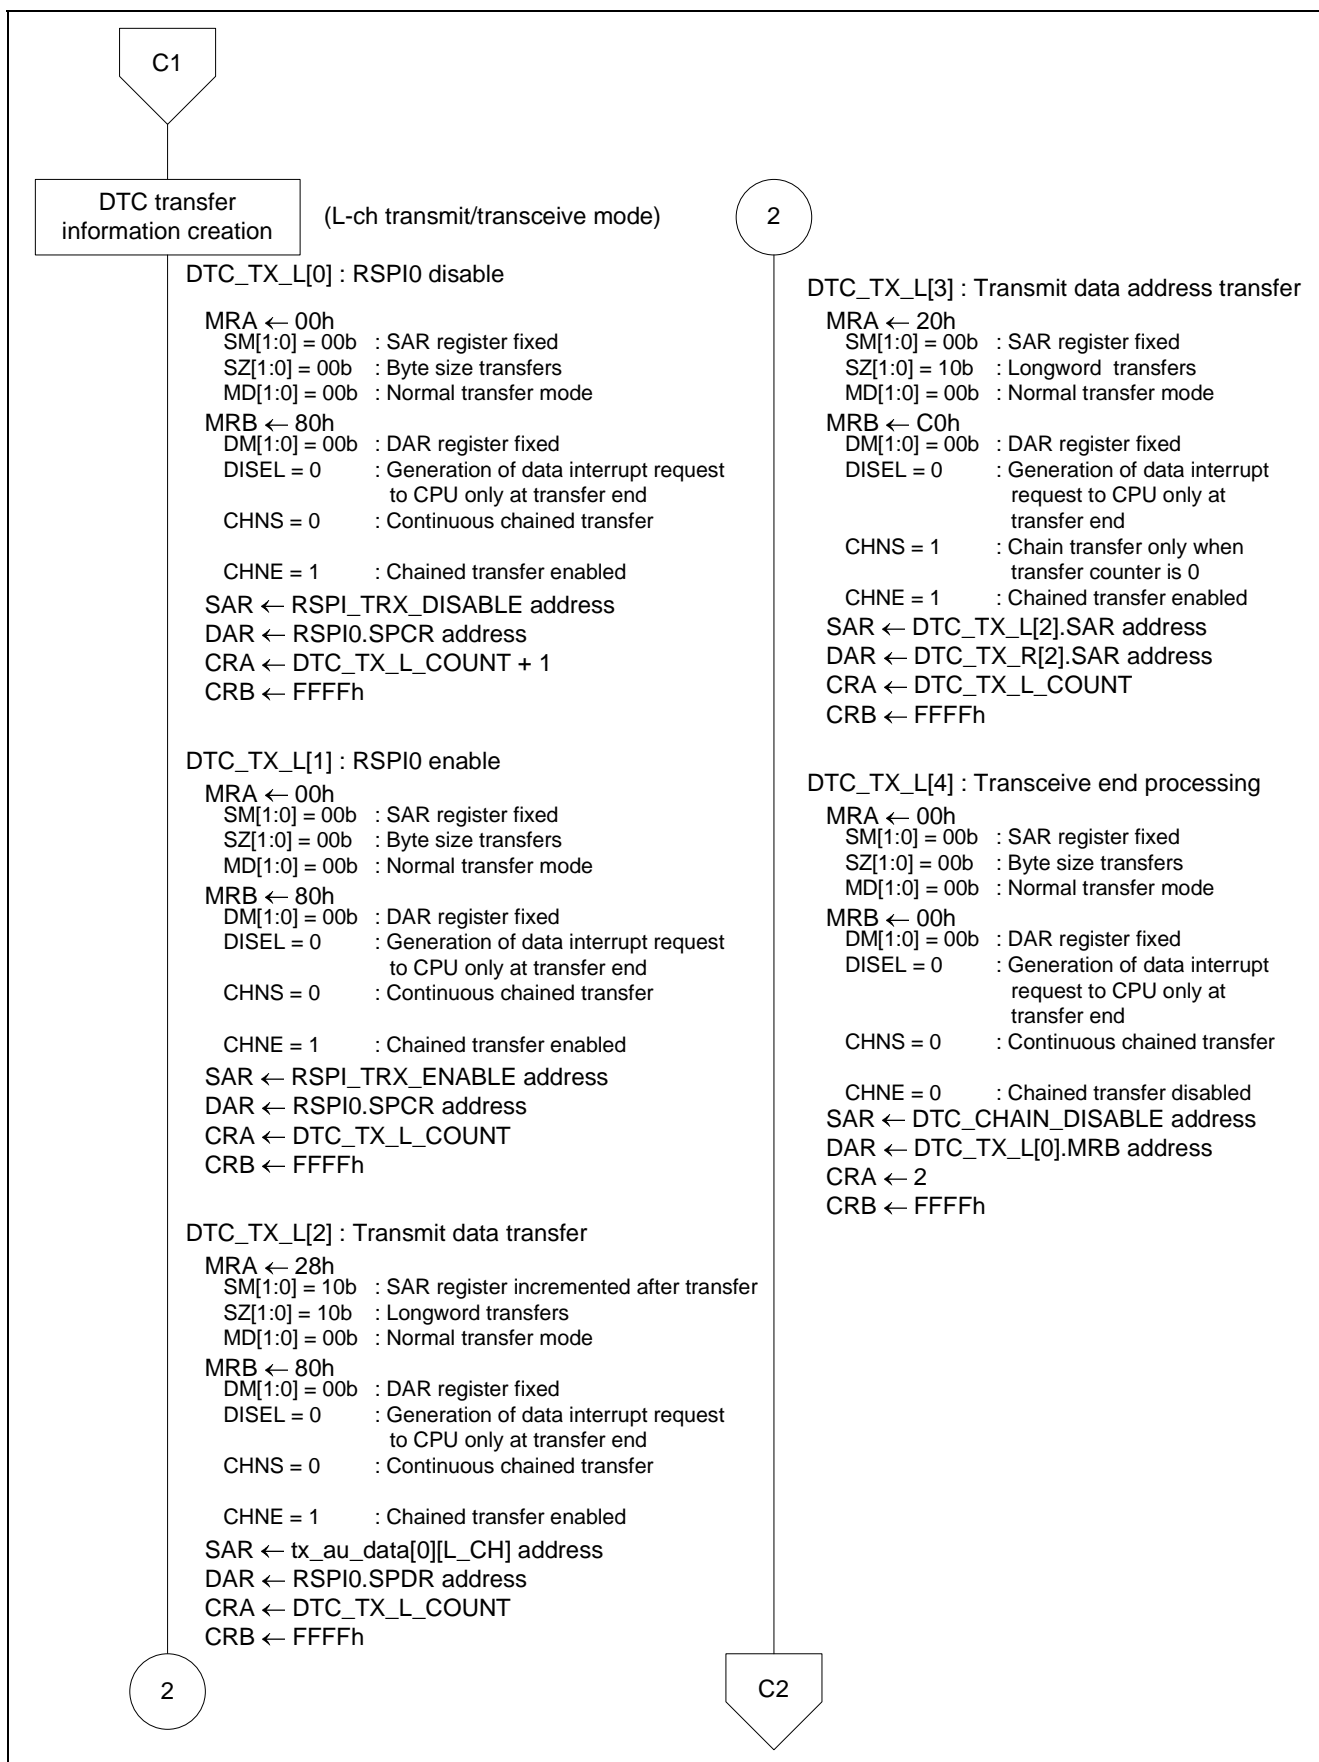 C1
DTC transfer
information creation
(L-ch transmit/transceive mode)
DTC_TX_L[0] : RSPI0 disable
MRA ← 00h
SM[1:0] = 00b : SAR register fixed
SZ[1:0] = 00b : Byte size transfers
MD[1:0] = 00b : Normal transfer mode
MRB ← 80h
DM[1:0] = 00b : DAR register fixed
DISEL = 0 : Generation of data interrupt request
to CPU only at transfer end
CHNS = 0 : Continuous chained transfer
CHNE = 1 : Chained transfer enabled
SAR ← RSPI_TRX_DISABLE address
DAR ← RSPI0.SPCR address
CRA ← DTC_TX_L_COUNT + 1
CRB ← FFFFh
DTC_TX_L[1] : RSPI0 enable
MRA ← 00h
SM[1:0] = 00b : SAR register fixed
SZ[1:0] = 00b : Byte size transfers
MD[1:0] = 00b : Normal transfer mode
MRB ← 80h
DM[1:0] = 00b : DAR register fixed
DISEL = 0 : Generation of data interrupt request
to CPU only at transfer end
CHNS = 0 : Continuous chained transfer
CHNE = 1 : Chained transfer enabled
SAR ← RSPI_TRX_ENABLE address
DAR ← RSPI0.SPCR address
CRA ← DTC_TX_L_COUNT
CRB ← FFFFh
DTC_TX_L[2] : Transmit data transfer
MRA ← 28h
SM[1:0] = 10b : SAR register incremented after transfer
SZ[1:0] = 10b : Longword transfers
MD[1:0] = 00b : Normal transfer mode
MRB ← 80h
DM[1:0] = 00b : DAR register fixed
DISEL = 0 : Generation of data interrupt request
to CPU only at transfer end
CHNS = 0 : Continuous chained transfer
CHNE = 1 : Chained transfer enabled
SAR ← tx_au_data[0][L_CH] address
DAR ← RSPI0.SPDR address
CRA ← DTC_TX_L_COUNT
CRB ← FFFFh
2
2
DTC_TX_L[3] : Transmit data address transfer
MRA ← 20h
SM[1:0] = 00b : SAR register fixed
SZ[1:0] = 10b : Longword transfers
MD[1:0] = 00b : Normal transfer mode
MRB ← C0h
DM[1:0] = 00b : DAR register fixed
DISEL = 0 : Generation of data interrupt
request to CPU only at
transfer end
CHNS = 1 : Chain transfer only when
transfer counter is 0
CHNE = 1 : Chained transfer enabled
SAR ← DTC_TX_L[2].SAR address
DAR ← DTC_TX_R[2].SAR address
CRA ← DTC_TX_L_COUNT
CRB ← FFFFh
DTC_TX_L[4] : Transceive end processing
MRA ← 00h
SM[1:0] = 00b : SAR register fixed
SZ[1:0] = 00b : Byte size transfers
MD[1:0] = 00b : Normal transfer mode
MRB ← 00h
DM[1:0] = 00b : DAR register fixed
DISEL = 0 : Generation of data interrupt
request to CPU only at
transfer end
CHNS = 0 : Continuous chained transfer
CHNE = 0 : Chained transfer disabled
SAR ← DTC_CHAIN_DISABLE address
DAR ← DTC_TX_L[0].MRB address
CRA ← 2
CRB ← FFFFh
C2